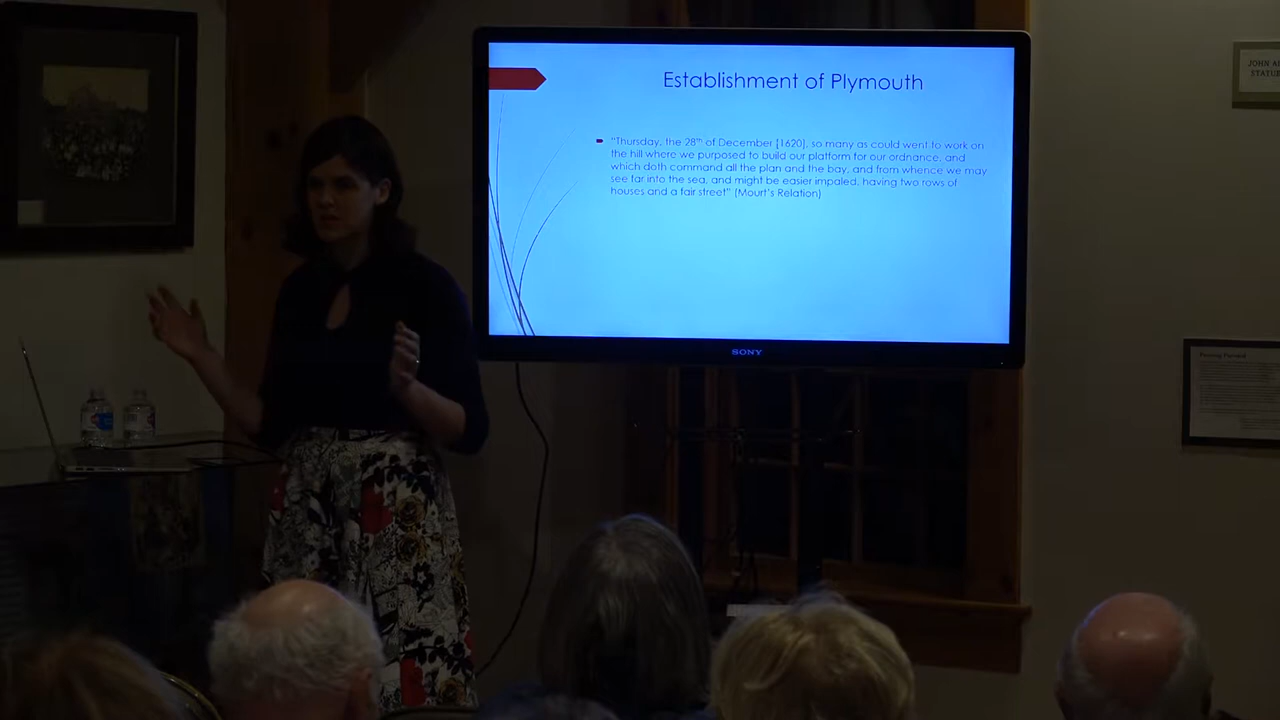 Establishment of Plymouth
"Thursday, the 28th of December [1620], so many as could went to work on
the hill where we purposed to build our platform for our ordnance, and
which doth command all the plan and the bay, and from whence we may
see far into the sea, and might be easier impaled, having two rows of
houses and a fair street" (Mourt's Relation)
SONY
JOHN A
STATUE